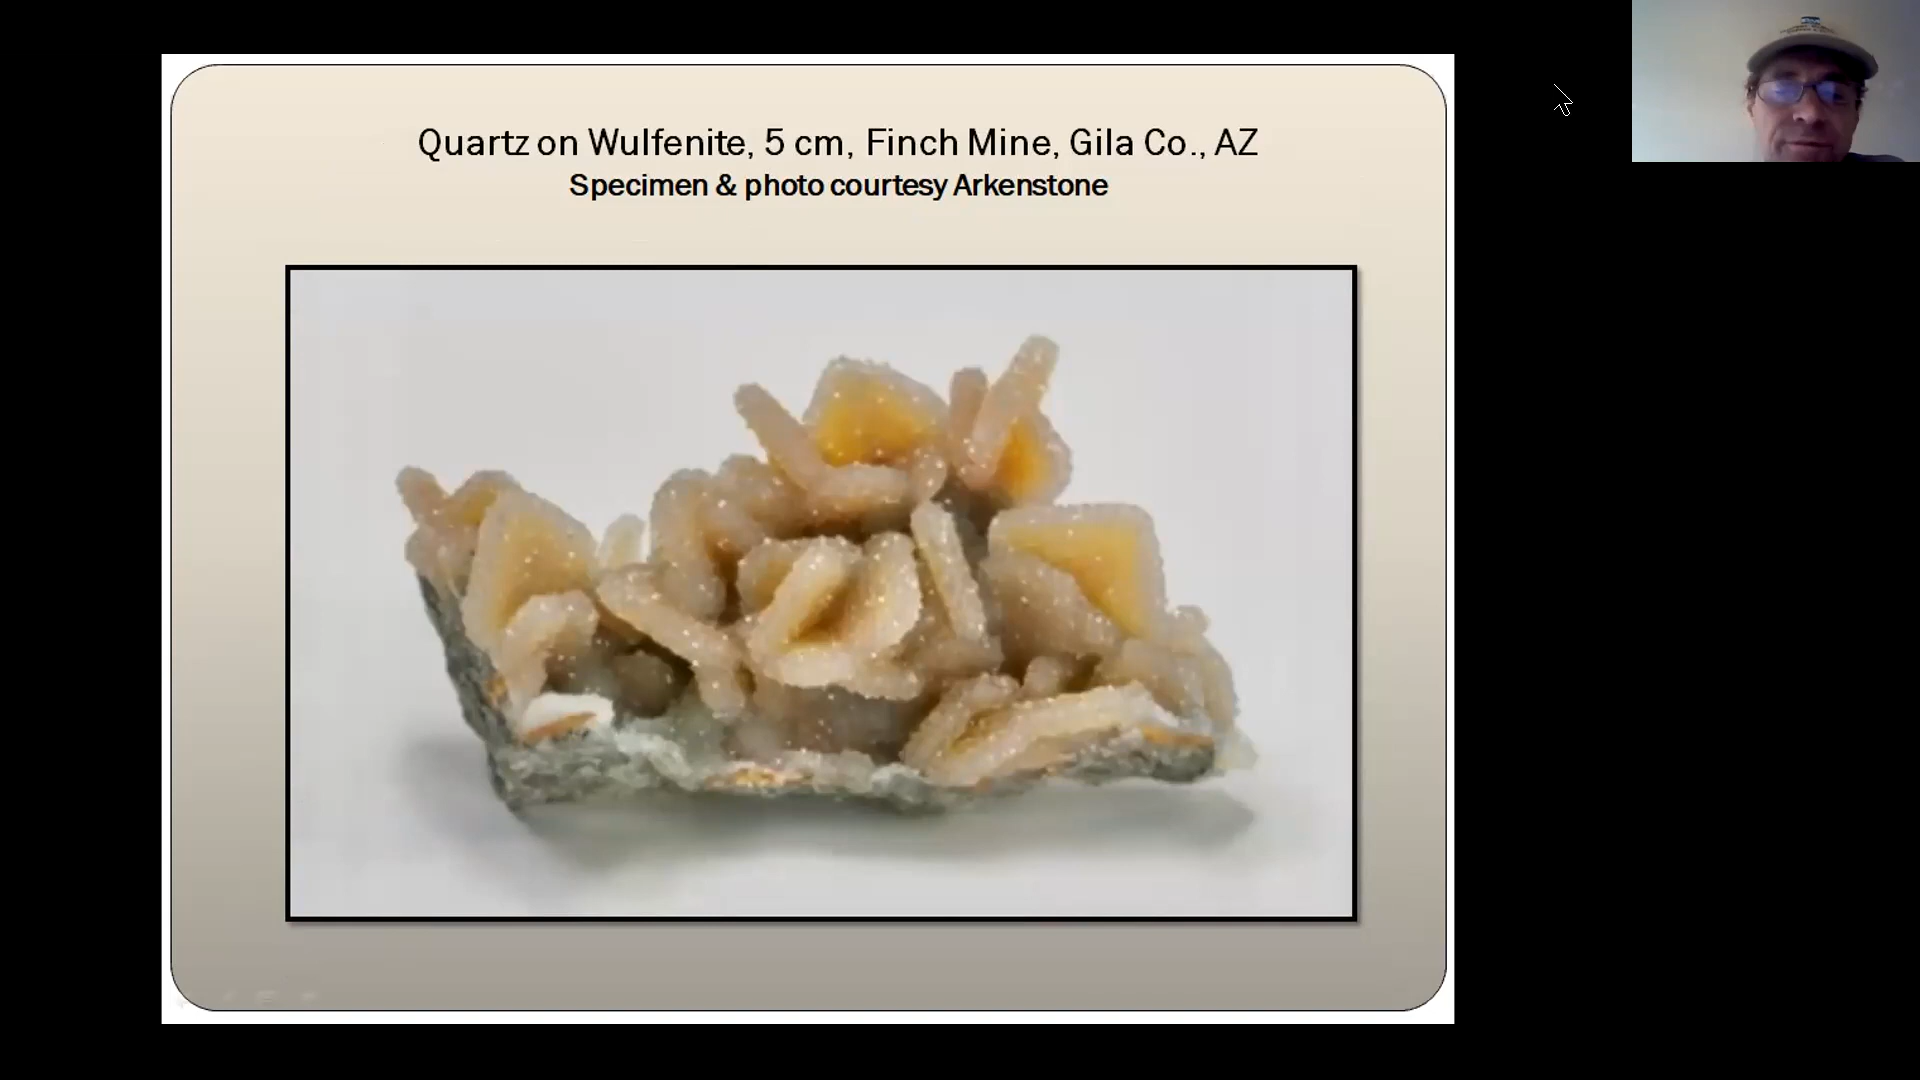 Quartz on Wulfenite, 5 cm, Finch Mine, Gila Co., AZ
Specimen & photo courtesy Arkenstone